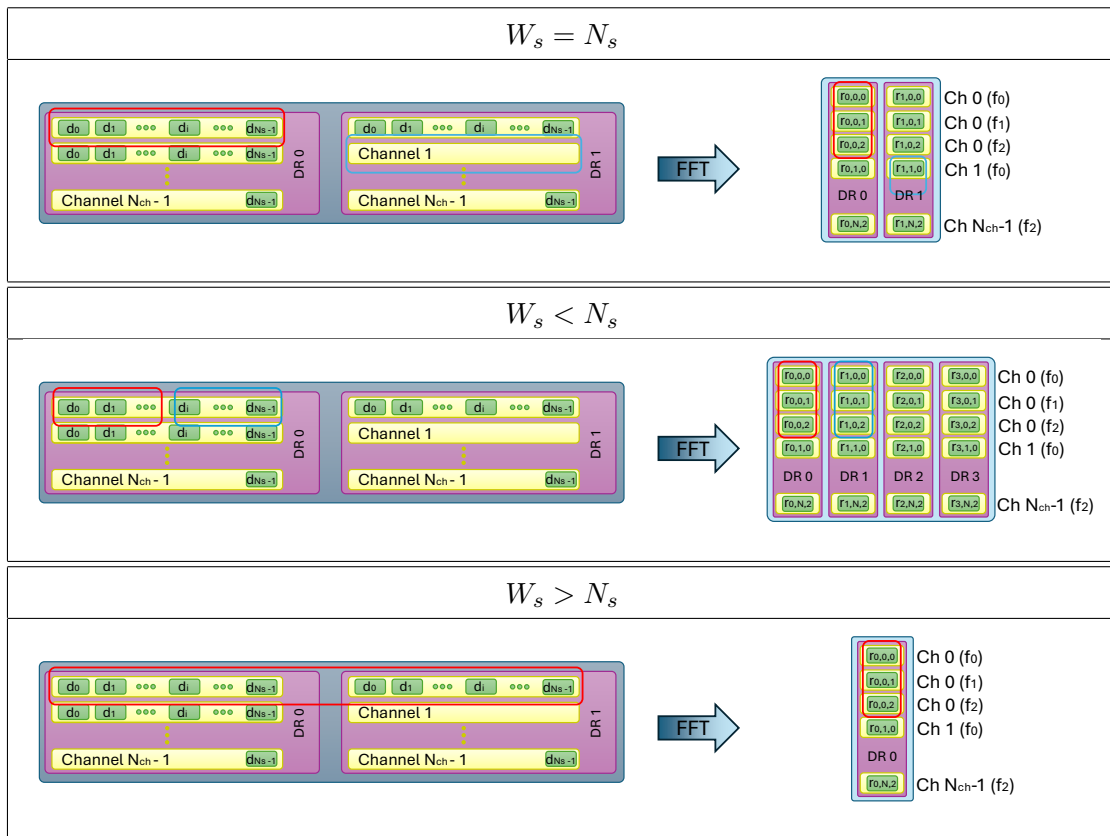 W_s = N_s
d0 d1 °°° di °°° dNs-1
d0 d1 °°° di °°° dNs-1
Channel Nch- 1 dNs-1
DR 0
d0 d1 °°° di °°° dNs-1
Channel 1
Channel Nch- 1 dNs-1
DR 1
FFT
r0,0,0 r1,0,0 Ch 0 (f0)
r0,0,1 r1,0,1 Ch 0 (f1)
r0,0,2 r1,0,2 Ch 0 (f2)
r0,1,0 r1,1,0 Ch 1 (f0)
DR 0 DR 1
r0,N,2 r1,N,2 Ch Nch-1 (f2)
W_s < N_s
d0 d1 °°° di °°° dNs-1
d0 d1 °°° di °°° dNs-1
Channel Nch- 1 dNs-1
DR 0
d0 d1 °°° di °°° dNs-1
Channel 1
Channel Nch- 1 dNs-1
DR 1
FFT
r0,0,0 r1,0,0 r2,0,0 r3,0,0 Ch 0 (f0)
r0,0,1 r1,0,1 r2,0,1 r3,0,1 Ch 0 (f1)
r0,0,2 r1,0,2 r2,0,2 r3,0,2 Ch 0 (f2)
r0,1,0 r1,1,0 r2,1,0 r3,1,0 Ch 1 (f0)
DR 0 DR 1 DR 2 DR 3
r0,N,2 r1,N,2 r2,N,2 r3,N,2 Ch Nch-1 (f2)
W_s > N_s
d0 d1 °°° di °°° dNs-1
d0 d1 °°° di °°° dNs-1
Channel Nch- 1 dNs-1
DR 0
d0 d1 °°° di °°° dNs-1
Channel 1
Channel Nch- 1 dNs-1
DR 1
FFT
r0,0,0 Ch 0 (f0)
r0,0,1 Ch 0 (f1)
r0,0,2 Ch 0 (f2)
r0,1,0 Ch 1 (f0)
DR 0
r0,N,2 Ch Nch-1 (f2)